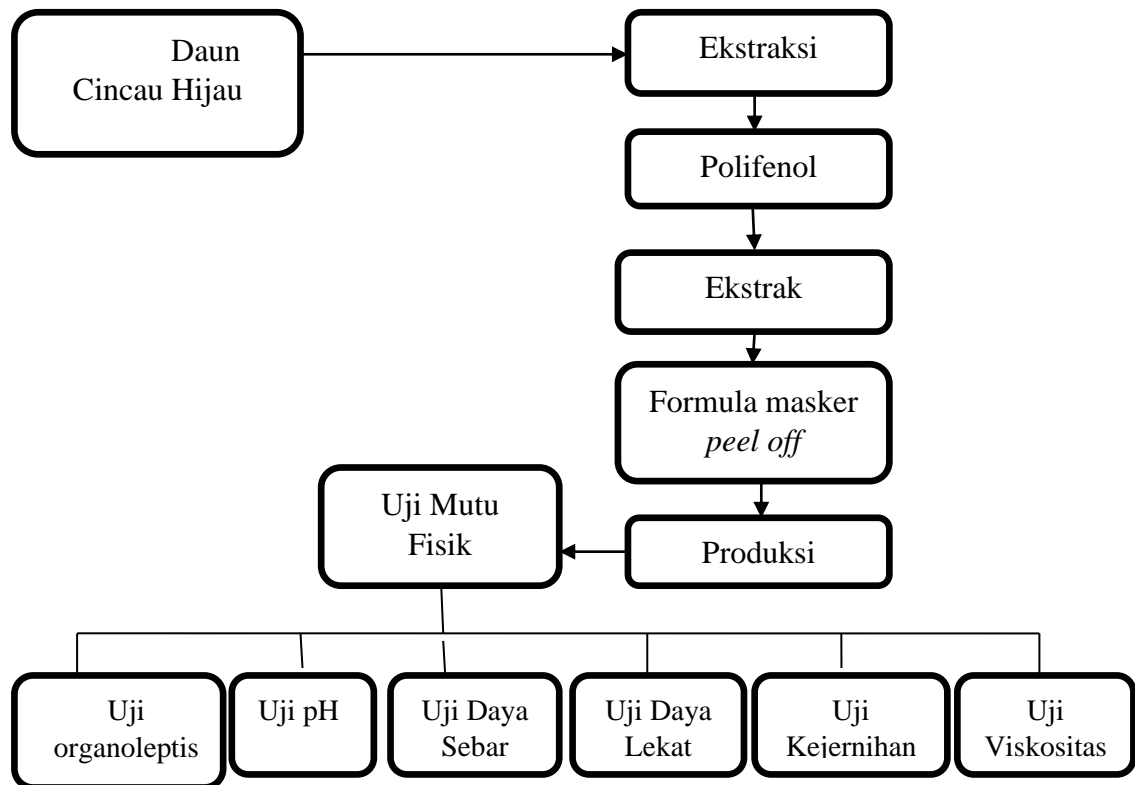 Daun
Cincau Hijau
Ekstraksi
Polifenol
Ekstrak
Formula masker
peel off
Uji Mutu
Fisik
Produksi
Uji
organoleptis
Uji pH
Uji Daya
Sebar
Uji Daya
Lekat
Uji
Kejernihan
Uji
Viskositas